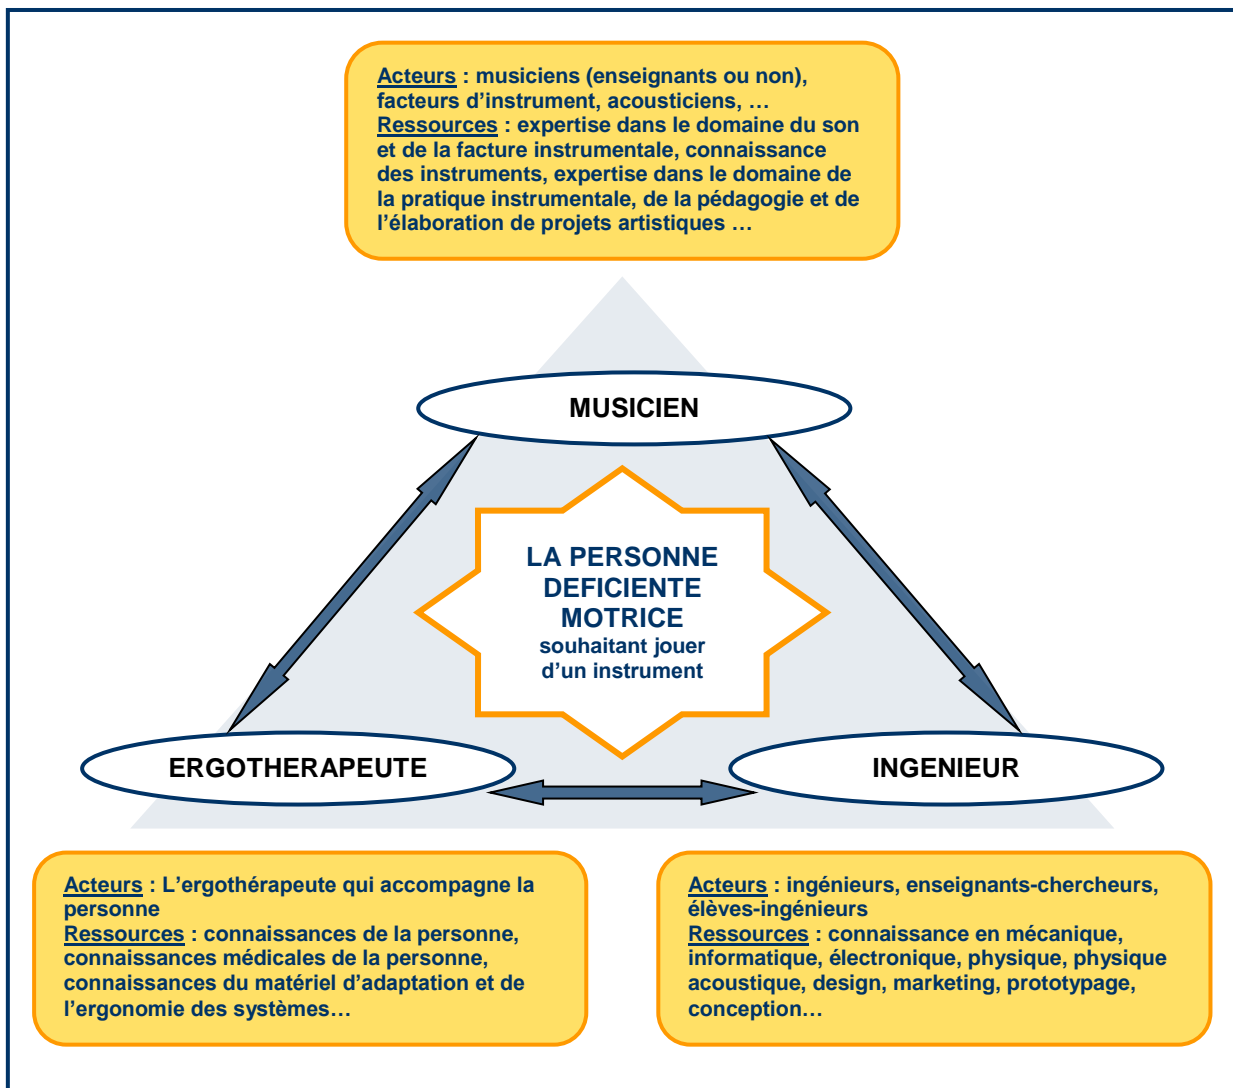 Acteurs : musiciens (enseignants ou non),
facteurs d’instrument, acousticiens, …
Ressources : expertise dans le domaine du son
et de la facture instrumentale, connaissance
des instruments, expertise dans le domaine de
la pratique instrumentale, de la pédagogie et de
l’élaboration de projets artistiques …
MUSICIEN
LA PERSONNE
DEFICIENTE
MOTRICE
souhaitant jouer
d’un instrument
ERGOTHERAPEUTE
INGENIEUR
Acteurs : L’ergothérapeute qui accompagne la
personne
Ressources : connaissances de la personne,
connaissances médicales de la personne,
connaissances du matériel d’adaptation et de
l’ergonomie des systèmes…
Acteurs : ingénieurs, enseignants-chercheurs,
élèves-ingénieurs
Ressources : connaissance en mécanique,
informatique, électronique, physique, physique
acoustique, design, marketing, prototypage,
conception…